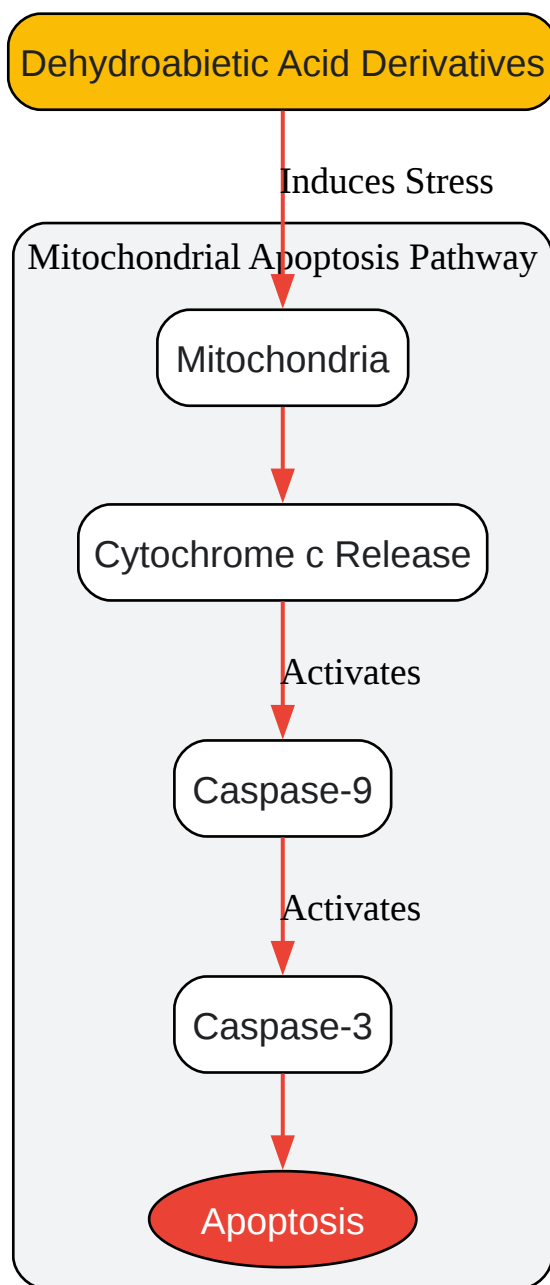 Dehydroabietic Acid Derivatives
Induces Stress
Mitochondrial Apoptosis Pathway
Mitochondria
Cytochrome c Release
Activates
Caspase-9
Activates
Caspase-3
Apoptosis